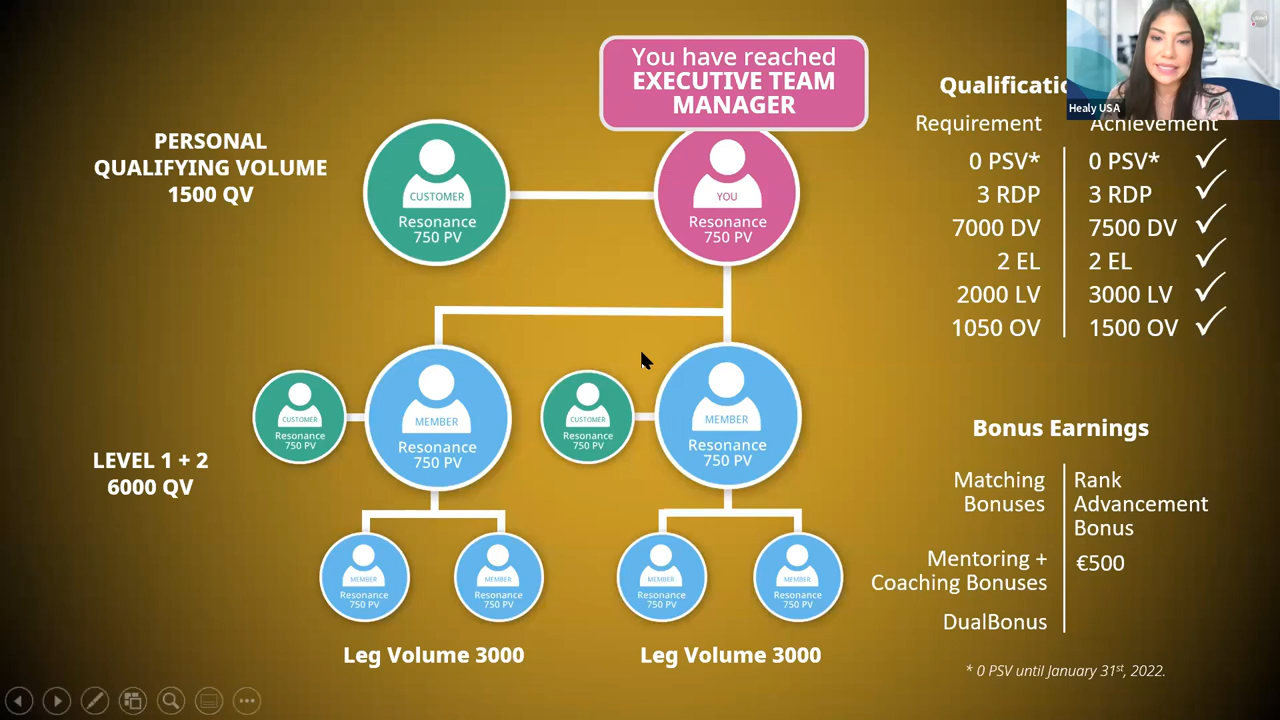 You have reached
EXECUTIVE TEAM
MANAGER
PERSONAL
QUALIFYING VOLUME
1500 QV
CUSTOMER
Resonance
750 PV
YOU
Resonance
750 PV
Healy USA
Requirement Achievement
0 PSV* 0 PSV*
3 RDP 3 RDP
7000 DV 7500 DV
2 EL 2 EL
2000 LV 3000 LV
1050 OV 1500 OV
LEVEL 1 + 2
6000 QV
CUSTOMER
Resonance
750 PV
MEMBER
Resonance
750 PV
CUSTOMER
Resonance
750 PV
MEMBER
Resonance
750 PV
MEMBER
Resonance
750 PV
MEMBER
Resonance
750 PV
MEMBER
Resonance
750 PV
MEMBER
Resonance
750 PV
Leg Volume 3000
Leg Volume 3000
Bonus Earnings
Matching
Bonuses
Rank
Advancement
Bonus
Mentoring +
Coaching Bonuses
€500
DualBonus
* 0 PSV until January 31st, 2022.